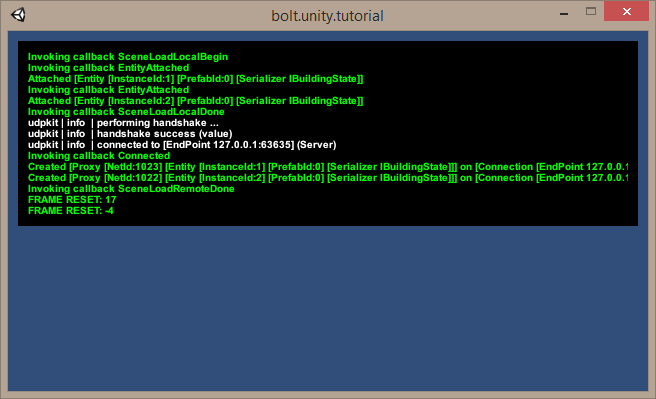 bolt.unity.tutorial
Invoking callback SceneLoadLocalBegin
Invoking callback EntityAttached
Attached [Entity [InstanceId:1] [PrefabId:0] [Serializer IBuildingState]]
Invoking callback EntityAttached
Attached [Entity [InstanceId:2] [PrefabId:0] [Serializer IBuildingState]]
Invoking callback SceneLoadLocalDone
udpkit | info | performing handshake ...
udpkit | info | handshake success (value)
udpkit | info | connected to [EndPoint 127.0.0.1:63635] (Server)
Invoking callback Connected
Created [Proxy [NetId:1023] [Entity [InstanceId:1] [PrefabId:0] [Serializer IBuildingState]]] on [Connection [EndPoint 127.0.0.1
Created [Proxy [NetId:1022] [Entity [InstanceId:2] [PrefabId:0] [Serializer IBuildingState]]] on [Connection [EndPoint 127.0.0.1
Invoking callback SceneLoadRemoteDone
FRAME RESET: 17
FRAME RESET: -4